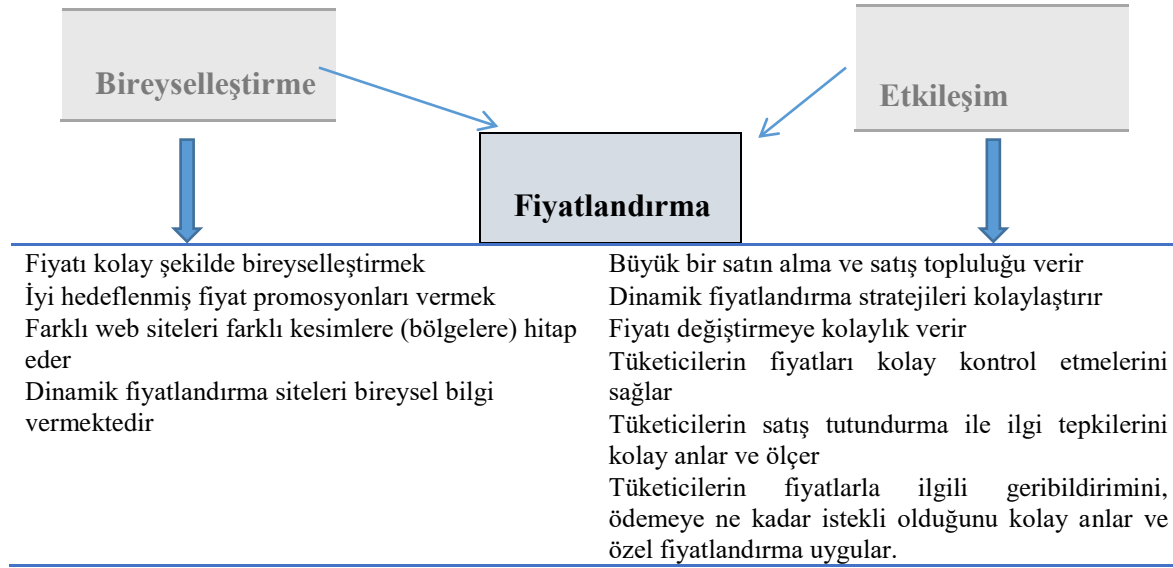 Bireyselleştirme
Etkileşim
Fiyatlandırma
Fiyatı kolay şekilde bireyselleştirmek
İyi hedeflenmiş fiyat promosyonları vermek
Farklı web siteleri farklı kesimlere (bölgelere) hitap
eder
Dinamik fiyatlandırma siteleri bireysel bilgi
vermektedir
Büyük bir satın alma ve satış topluluğu verir
Dinamik fiyatlandırma stratejileri kolaylaştırır
Fiyatı değiştirmeye kolaylık verir
Tüketicilerin fiyatları kolay kontrol etmelerini
sağlar
Tüketicilerin satış tutundurma ile ilgi tepkilerini
kolay anlar ve ölçer
Tüketicilerin fiyatlarla ilgili geribildirimini,
ödemeye ne kadar istekli olduğunu kolay anlar ve
özel fiyatlandırma uygular.